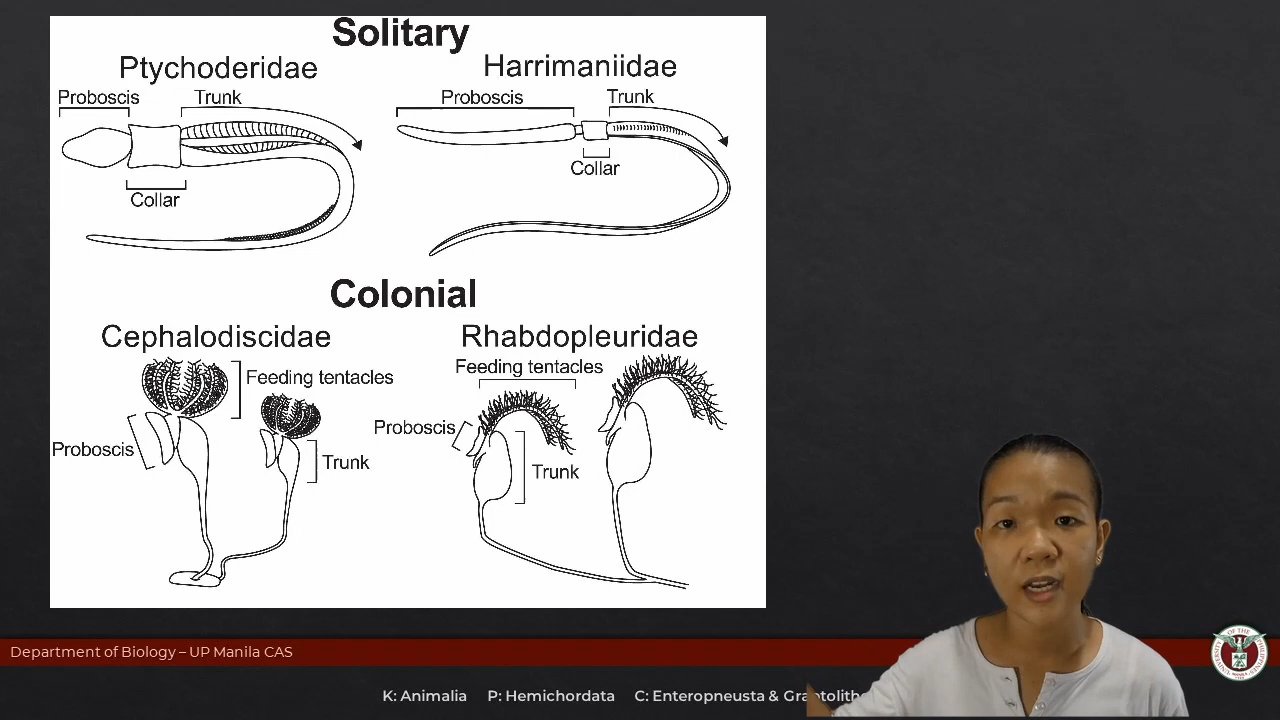 Solitary
Ptychoderidae
Harrimaniidae
Proboscis
Trunk
Proboscis
Trunk
Collar
Collar
Colonial
Cephalodiscidae
Rhabdopleuridae
Feeding tentacles
Feeding tentacles
Proboscis
Trunk
Proboscis
Trunk
Department of Biology – UP Manila CAS
K: Animalia P: Hemichordata C: Enteropneusta &